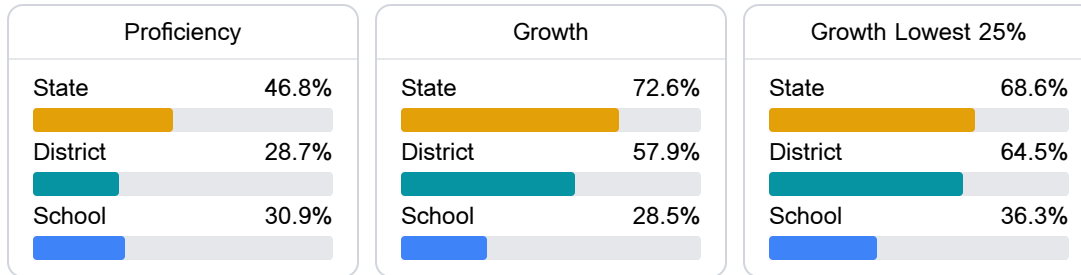 Proficiency
State 46.8%
District 28.7%
School 30.9%
Growth
State 72.6%
District 57.9%
School 28.5%
Growth Lowest 25%
State 68.6%
District 64.5%
School 36.3%